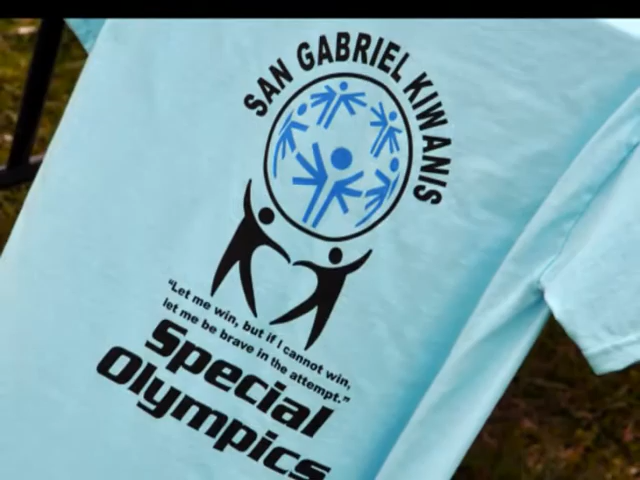 SAN GABRIEL KIWANIS
"Let me win, but if I cannot win,
let me be brave in the attempt."
Special
Olympics